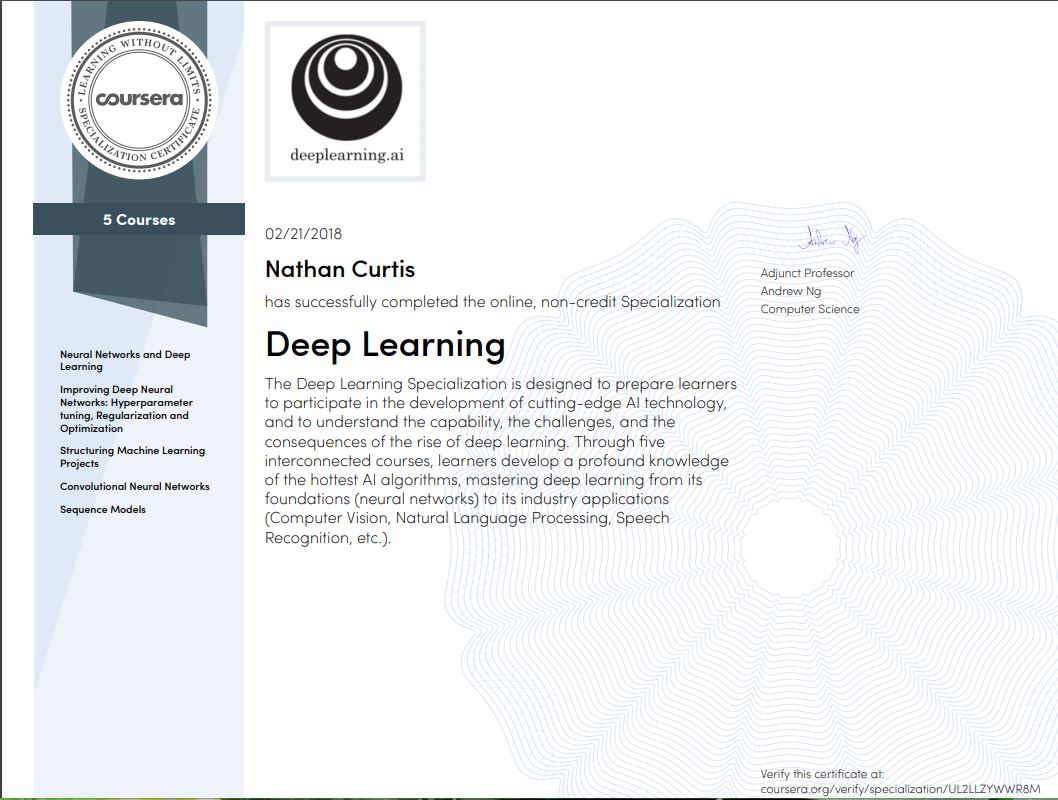 LEARNING WITHOUT LIMITS
coursera
SPECIALIZATION CERTIFICATE
5 Courses
Neural Networks and Deep
Learning
Improving Deep Neural
Networks: Hyperparameter
tuning, Regularization and
Optimization
Structuring Machine Learning
Projects
Convolutional Neural Networks
Sequence Models
deeplearning.ai
02/21/2018
Nathan Curtis
has successfully completed the online, non-credit Specialization
Deep Learning
The Deep Learning Specialization is designed to prepare learners
to participate in the development of cutting-edge AI technology,
and to understand the capability, the challenges, and the
consequences of the rise of deep learning. Through five
interconnected courses, learners develop a profound knowledge
of the hottest AI algorithms, mastering deep learning from its
foundations (neural networks) to its industry applications
(Computer Vision, Natural Language Processing, Speech
Recognition, etc.).
Andrew Ng
Adjunct Professor
Andrew Ng
Computer Science
Verify this certificate at:
coursera.org/verify/specialization/UL2LLZYWWR8M